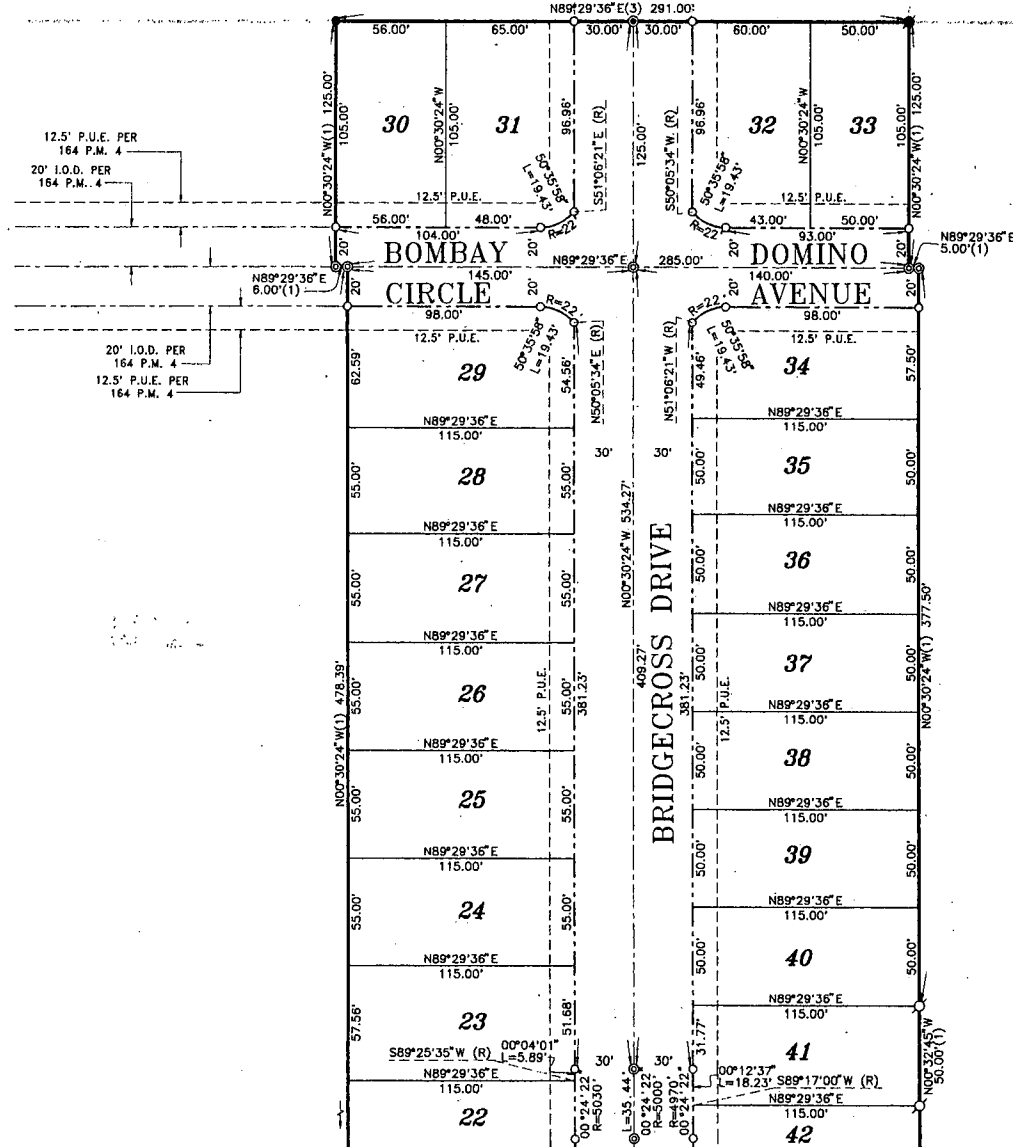 N89°29'36"E(3) 291.00'
56.00' 65.00' 30.00' 30.00' 60.00' 50.00'
N00°30'24"W(1) 125.00'
105.00'
30
N00°30'24"W
105.00'
31
96.96'
S51°06'21"E (R)
125.00'
S50°05'34"W (R)
96.96'
32
N00°30'24"W
105.00'
33
105.00'
N00°30'24"W(1) 125.00'
12.5' P.U.E. PER
164 P.M. 4
20' I.O.D. PER
164 P.M. 4
50°35'58"
L=19.43'
50°35'58"
L=19.43'
12.5' P.U.E.
12.5' P.U.E.
56.00' 48.00' R=22' R=22' 43.00' 50.00'
104.00' 93.00'
20' 20' 20' 20'
BOMBAY N89°29'36"E DOMINO
N89°29'36"E
5.00'(1)
N89°29'36"E
6.00'(1)
145.00' 285.00' 140.00'
20' CIRCLE 20' 20' AVENUE 20'
98.00' R=22' R=22' 98.00'
12.5' P.U.E.
12.5' P.U.E.
50°35'58"
L=19.43'
50°35'58"
L=19.43'
20' I.O.D. PER
164 P.M. 4
12.5' P.U.E. PER
164 P.M. 4
62.59'
29
54.56'
N50°05'34"E (R)
N51°06'21"W (R)
49.46'
34
57.50'
N89°29'36"E
115.00'
N89°29'36"E
115.00'
30' 30'
55.00' 28 55.00'
50.00' 35 50.00'
N89°29'36"E
115.00'
N89°29'36"E
115.00'
N00°30'24"W 534.27'
BRIDGECROSS DRIVE
55.00' 27 55.00'
50.00' 36 50.00'
N89°29'36"E
115.00'
N89°29'36"E
115.00'
N00°30'24"W(1) 377.50'
N00°30'24"W(1) 478.39'
55.00' 26 55.00'
381.23'
12.5' P.U.E.
409.27'
381.23'
12.5' P.U.E.
50.00' 37 50.00'
N89°29'36"E
115.00'
N89°29'36"E
115.00'
55.00' 25 55.00'
50.00' 38 50.00'
N89°29'36"E
115.00'
N89°29'36"E
115.00'
55.00' 24 55.00'
50.00' 39 50.00'
N89°29'36"E
115.00'
N89°29'36"E
115.00'
57.56' 23 51.68'
50.00' 40 50.00'
N89°29'36"E
115.00'
31.77' 41
N00°32'45"W
50.00'(1)
S89°25'35"W (R)
00°04'01"
L=5.89'
30' 30'
00°12'37"
L=18.23'
S89°17'00"W (R)
N89°29'36"E
115.00'
N89°29'36"E
115.00'
22
00°24'22"
R=5030'
L=35.44'
00°24'22"
R=5000'
R=4970'
00°24'22"
42